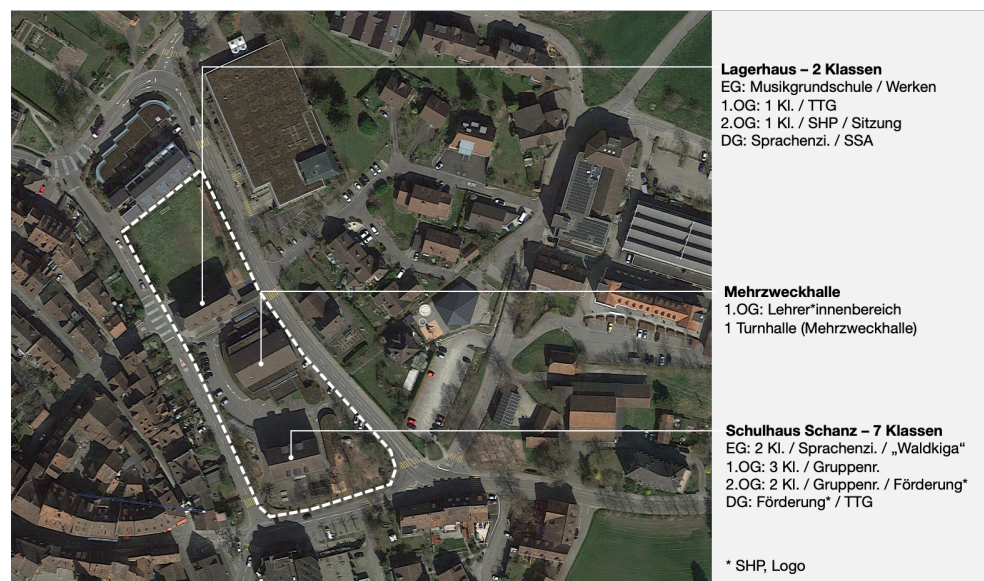 Lagerhaus – 2 Klassen
EG: Musikgrundschule / Werken
1.OG: 1 Kl. / TTG
2.OG: 1 Kl. / SHP / Sitzung
DG: Sprachenzi. / SSA
Mehrzweckhalle
1.OG: Lehrer*innenbereich
1 Turnhalle (Mehrzweckhalle)
Schulhaus Schanz – 7 Klassen
EG: 2 Kl. / Sprachenzi. / „Waldkiga“
1.OG: 3 Kl. / Gruppenr.
2.OG: 2 Kl. / Gruppenr. / Förderung*
DG: Förderung* / TTG
* SHP, Logo